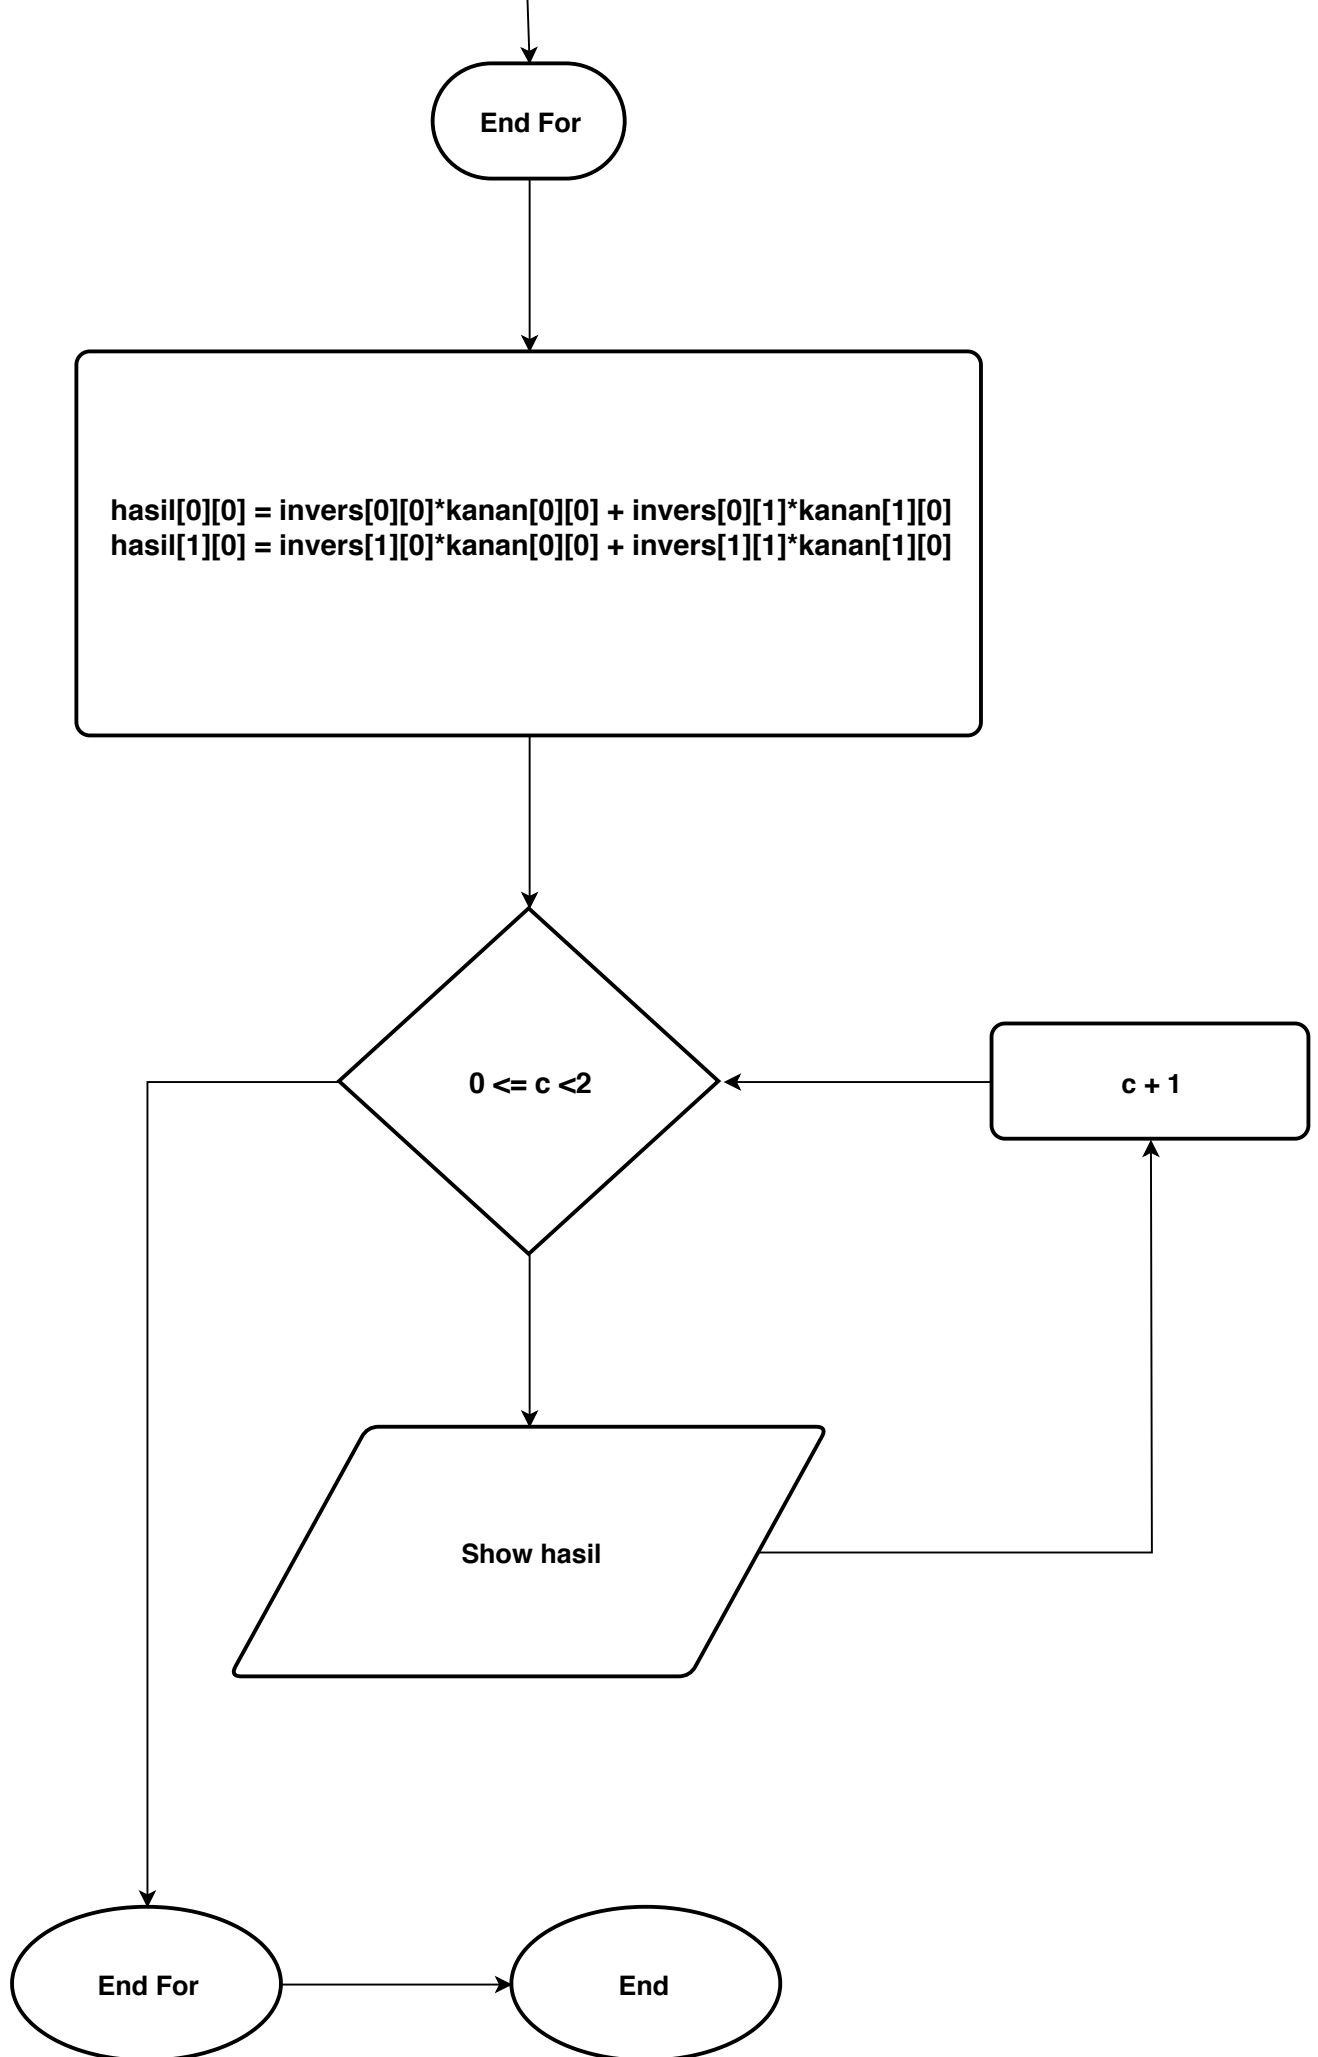 End For
hasil[0][0] = invers[0][0]*kanan[0][0] + invers[0][1]*kanan[1][0]
hasil[1][0] = invers[1][0]*kanan[0][0] + invers[1][1]*kanan[1][0]
0 <= c <2
c + 1
Show hasil
End For
End